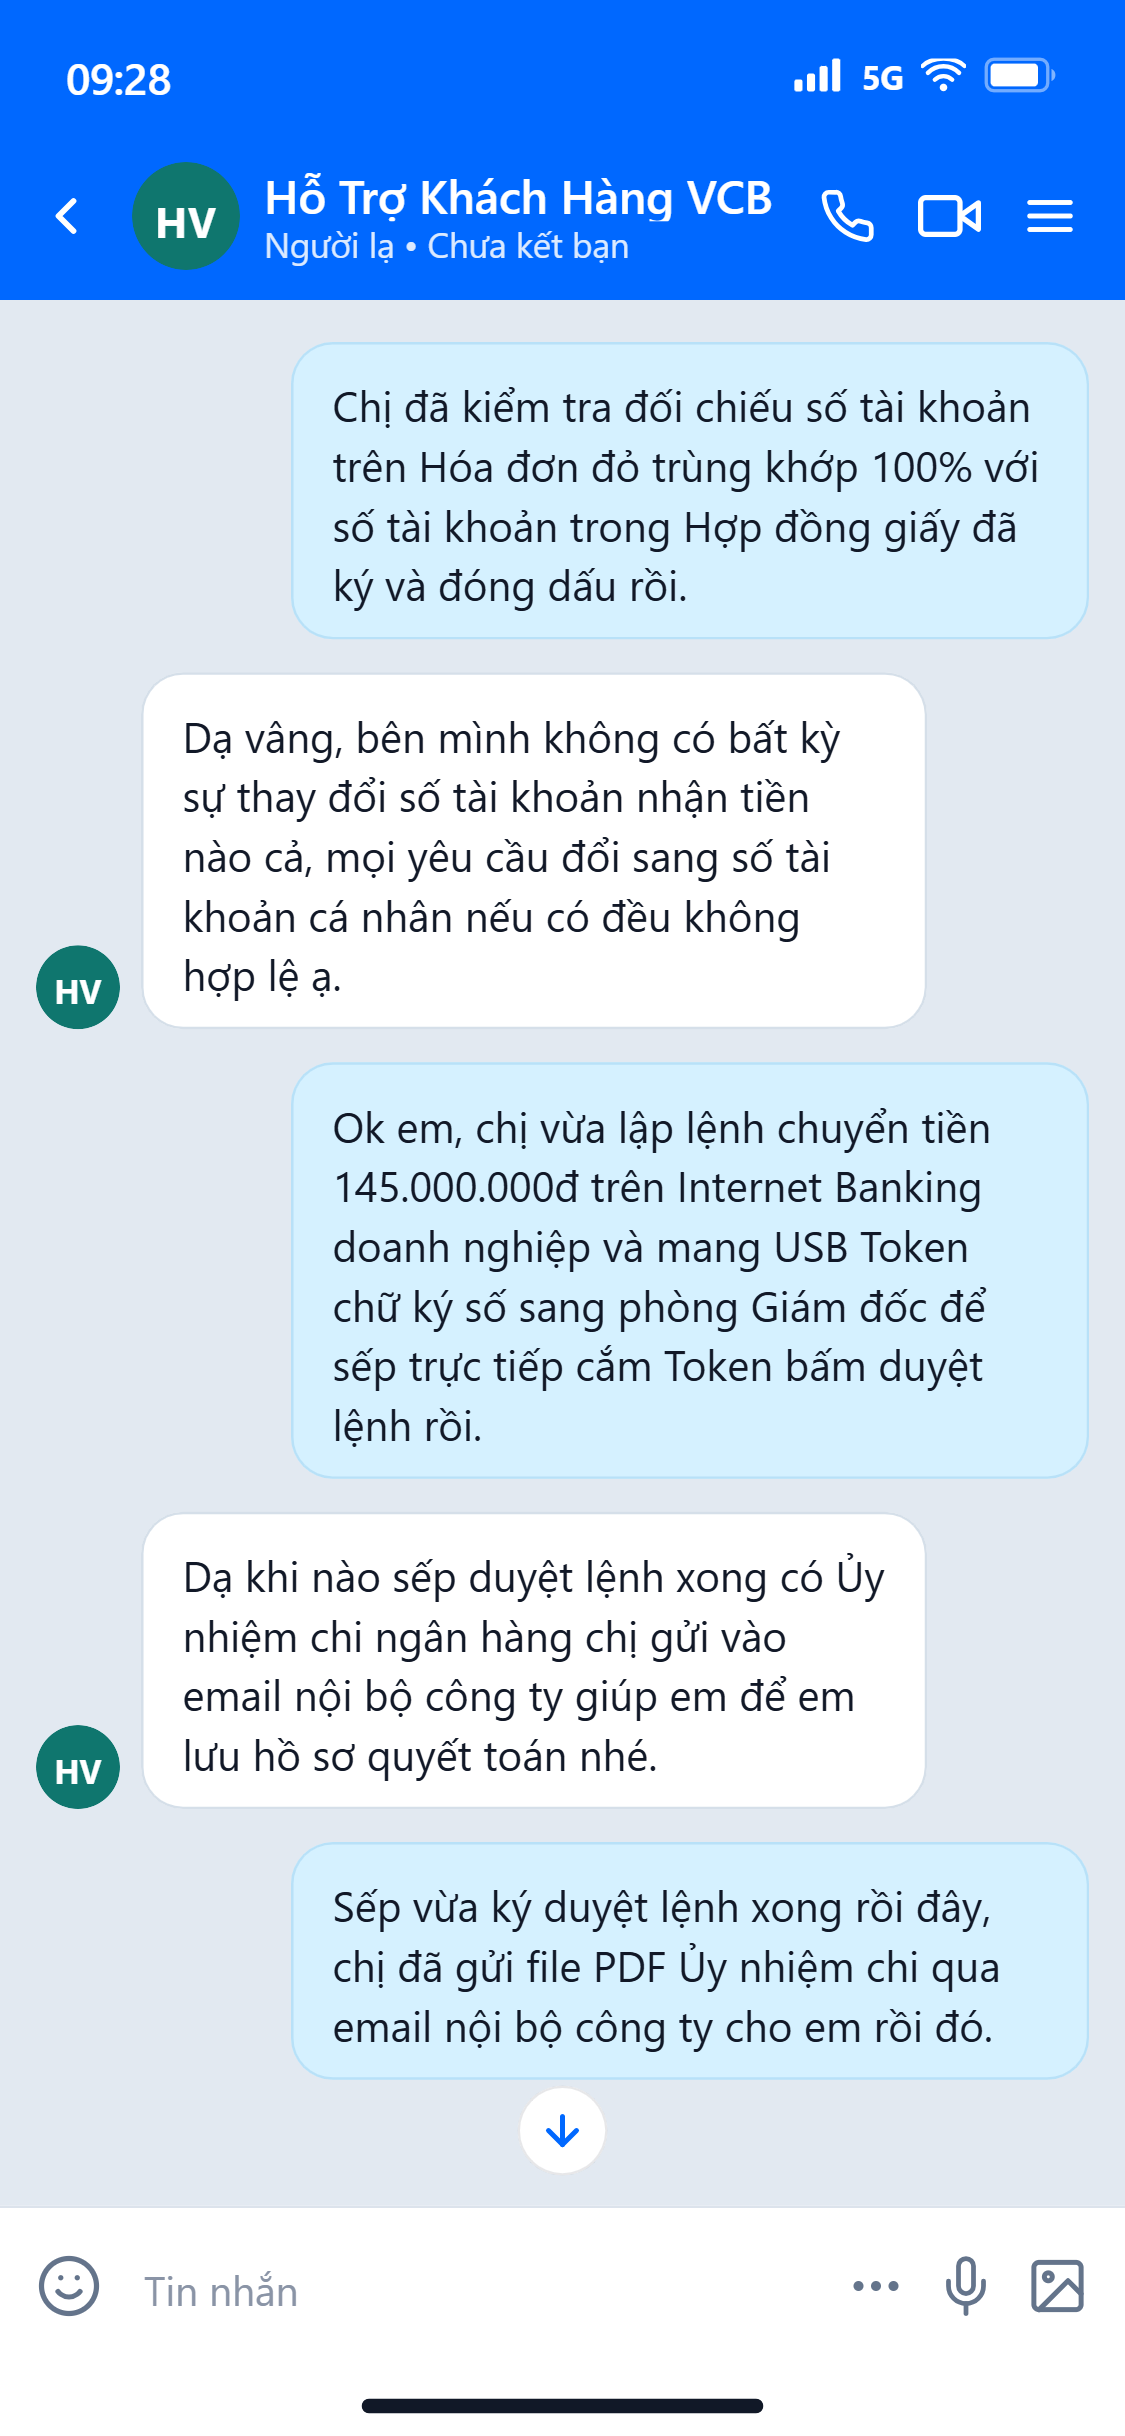 09:28
5G
HV
Hỗ Trợ Khách Hàng VCB
Người lạ • Chưa kết bạn
Chị đã kiểm tra đối chiếu số tài khoản
trên Hóa đơn đỏ trùng khớp 100% với
số tài khoản trong Hợp đồng giấy đã
ký và đóng dấu rồi.
Dạ vâng, bên mình không có bất kỳ
sự thay đổi số tài khoản nhận tiền
nào cả, mọi yêu cầu đổi sang số tài
khoản cá nhân nếu có đều không
hợp lệ ạ.
HV
Ok em, chị vừa lập lệnh chuyển tiền
145.000.000đ trên Internet Banking
doanh nghiệp và mang USB Token
chữ ký số sang phòng Giám đốc để
sếp trực tiếp cắm Token bấm duyệt
lệnh rồi.
Dạ khi nào sếp duyệt lệnh xong có Ủy
nhiệm chi ngân hàng chị gửi vào
email nội bộ công ty giúp em để em
lưu hồ sơ quyết toán nhé.
HV
Sếp vừa ký duyệt lệnh xong rồi đây,
chị đã gửi file PDF Ủy nhiệm chi qua
email nội bộ công ty cho em rồi đó.
Tin nhắn